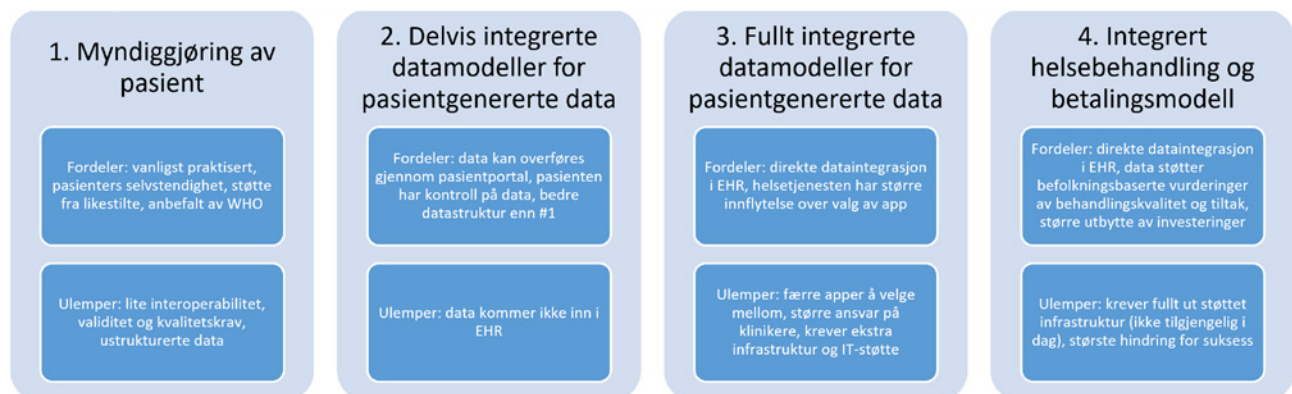 1. Myndiggjøring av
pasient
Fordeler: vanligst praktisert,
pasienters selvstendighet, støtte
fra likestilte, anbefalt av WHO
Ulemper: lite interoperabilitet,
validitet og kvalitetskrav,
ustrukturerte data
2. Delvis integrerte
datamodeller for
pasientgenererte data
Fordeler: data kan overføres
gjennom pasientportal, pasienten
har kontroll på data, bedre
datastruktur enn #1
Ulemper: data kommer ikke inn i
EHR
3. Fullt integrerte
datamodeller for
pasientgenererte data
Fordeler: direkte dataintegrasjon
i EHR, helsetjenesten har større
innflytelse over valg av app
Ulemper: færre apper å velge
mellom, større ansvar på
klinikere, krever ekstra
infrastruktur og IT-støtte
4. Integrert
helsebehandling og
betalingsmodell
Fordeler: direkte dataintegrasjon
i EHR, data støtter
befolkningsbaserte vurderinger
av behandlingskvalitet og tiltak,
større utbytte av investeringer
Ulemper: krever fullt ut støttet
infrastruktur (ikke tilgjengelig i
dag), største hindring for suksess